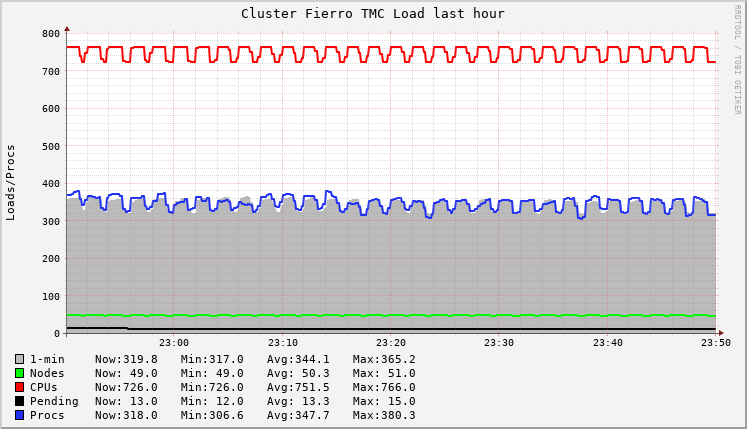 Cluster Fierro TMC Load last hour
RRDTOOL / TOBI OETIKER
Loads/Procs
800
700
600
500
400
300
200
100
0
23:00 23:10 23:20 23:30 23:40 23:50
1-min Now:319.8 Min:317.0 Avg:344.1 Max:365.2
Nodes Now: 49.0 Min: 49.0 Avg: 50.3 Max: 51.0
CPUs Now:726.0 Min:726.0 Avg:751.5 Max:766.0
Pending Now: 13.0 Min: 12.0 Avg: 13.3 Max: 15.0
Procs Now:318.0 Min:306.6 Avg:347.7 Max:380.3